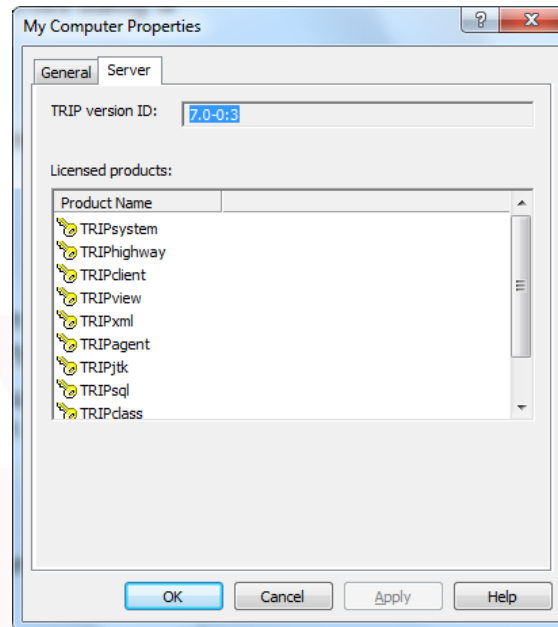 My Computer Properties
General Server
TRIP version ID: 7.0-0:3
Licensed products:
Product Name
TRIPsystem
TRIPhighway
TRIPclient
TRIPview
TRIPxml
TRIPagent
TRIPjtk
TRIPsql
TRIPclass
OK Cancel Apply Help